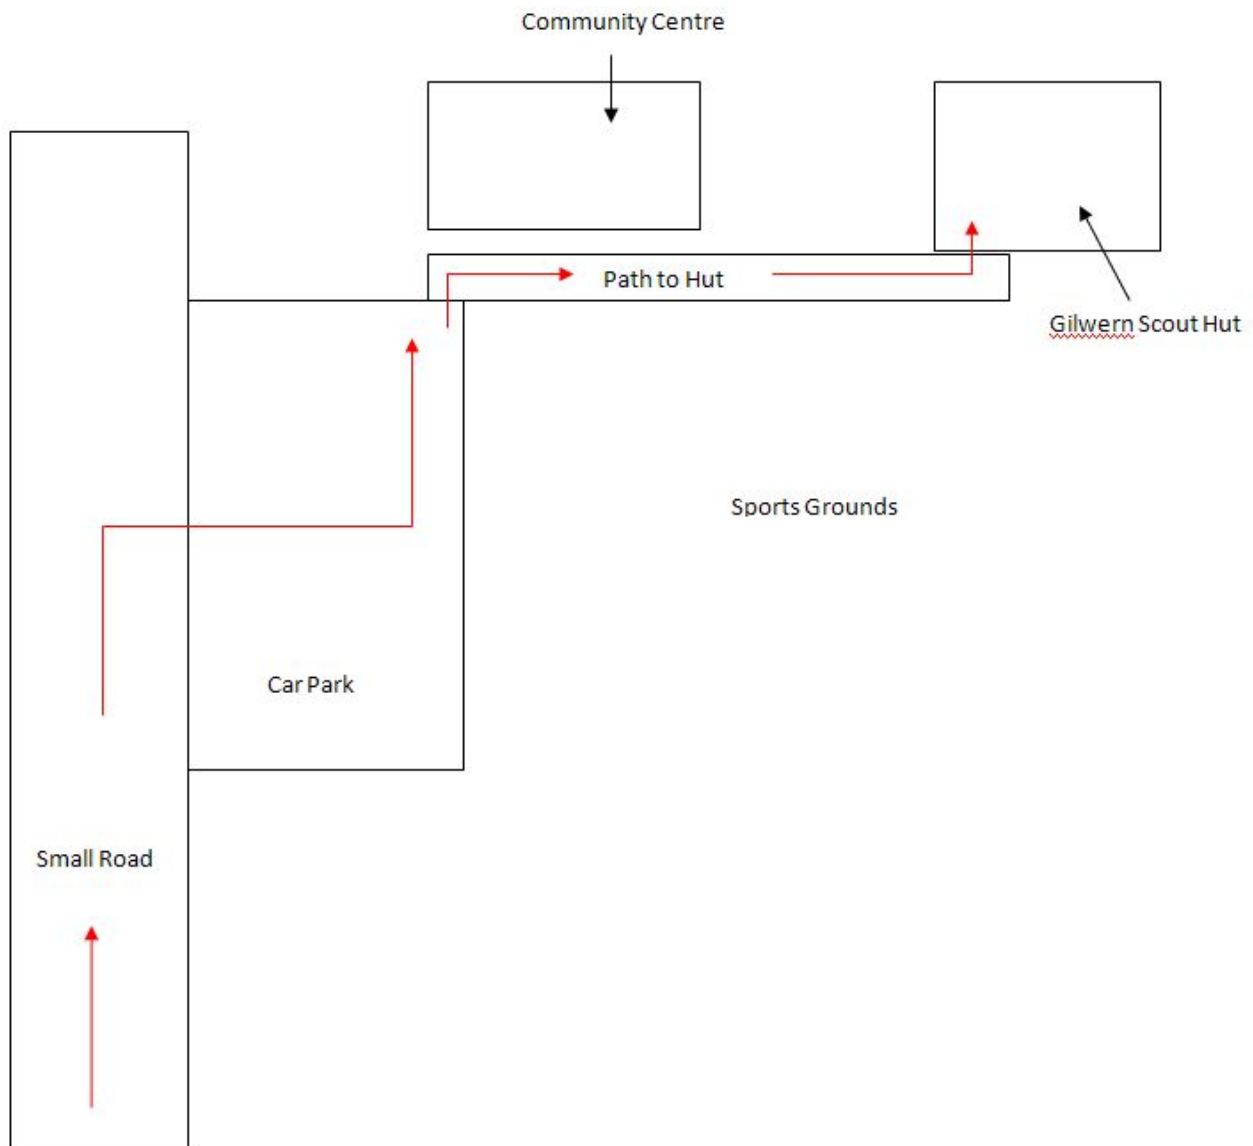 Community Centre
Path to Hut
Gilwern Scout Hut
Sports Grounds
Car Park
Small Road